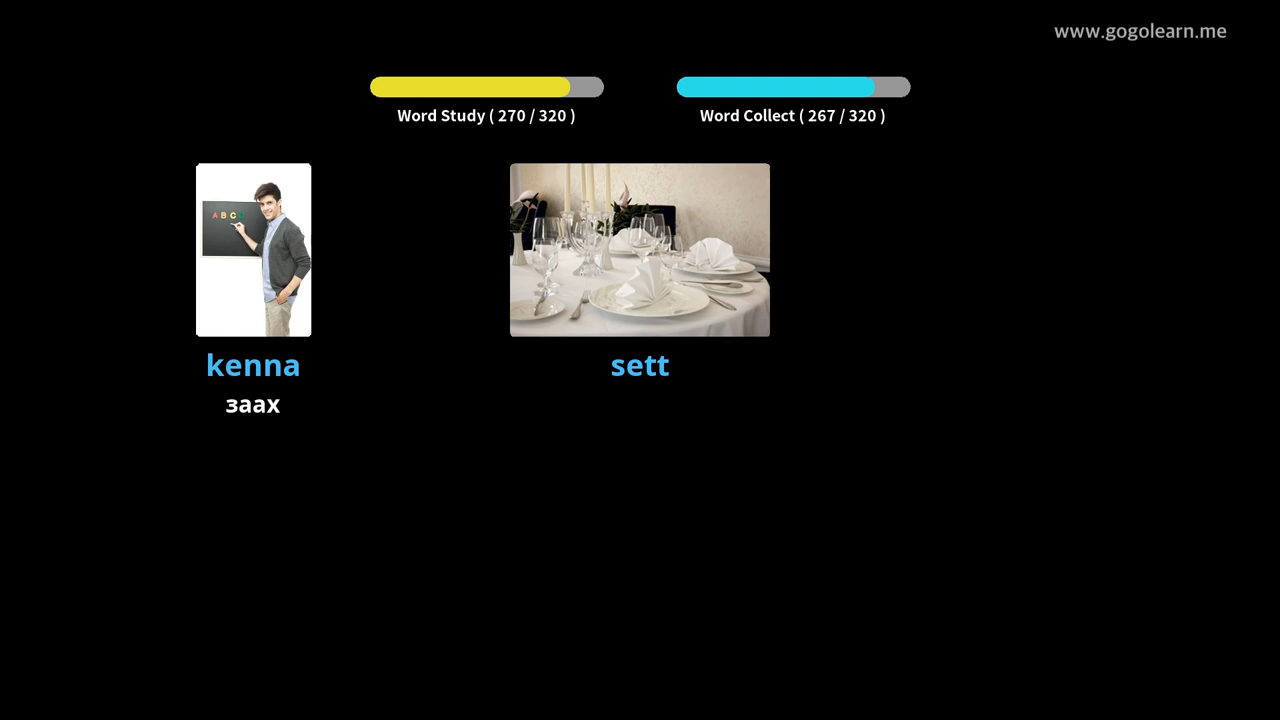 www.gogolearn.me
Word Study ( 270 / 320 )
Word Collect ( 267 / 320 )
A B C D
kenna
заах
sett